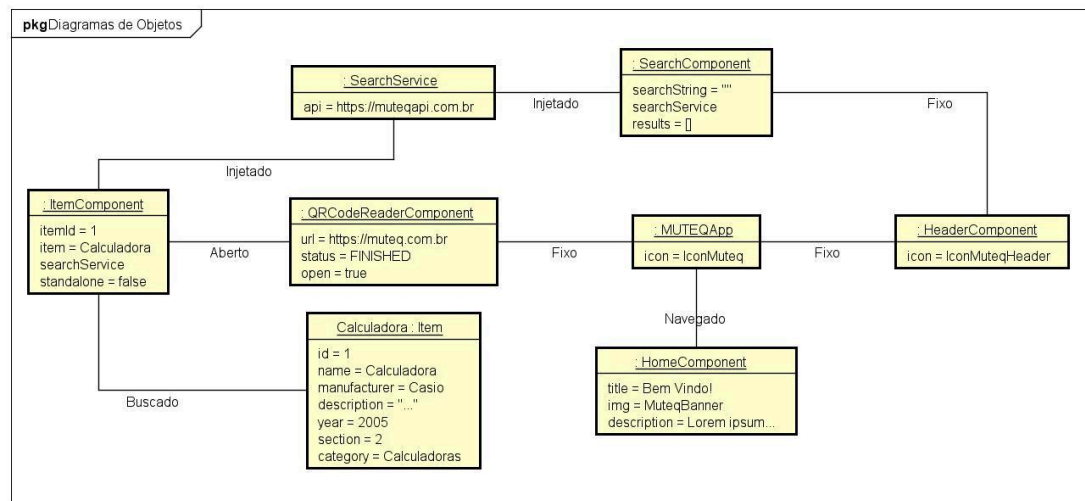 pkg Diagramas de Objetos
: SearchService
api = https://muteqapi.com.br
Injetado
: SearchComponent
searchString = ""
searchService
results = []
Fixo
Injetado
: ItemComponent
itemId = 1
item = Calculadora
searchService
standalone = false
Aberto
: QRCodeReaderComponent
url = https://muteq.com.br
status = FINISHED
open = true
Fixo
: MUTEQApp
icon = IconMuteq
Fixo
: HeaderComponent
icon = IconMuteqHeader
Navegado
Buscado
Calculadora : Item
id = 1
name = Calculadora
manufacturer = Casio
description = "..."
year = 2005
section = 2
category = Calculadoras
: HomeComponent
title = Bem Vindo!
img = MuteqBanner
description = Lorem ipsum...